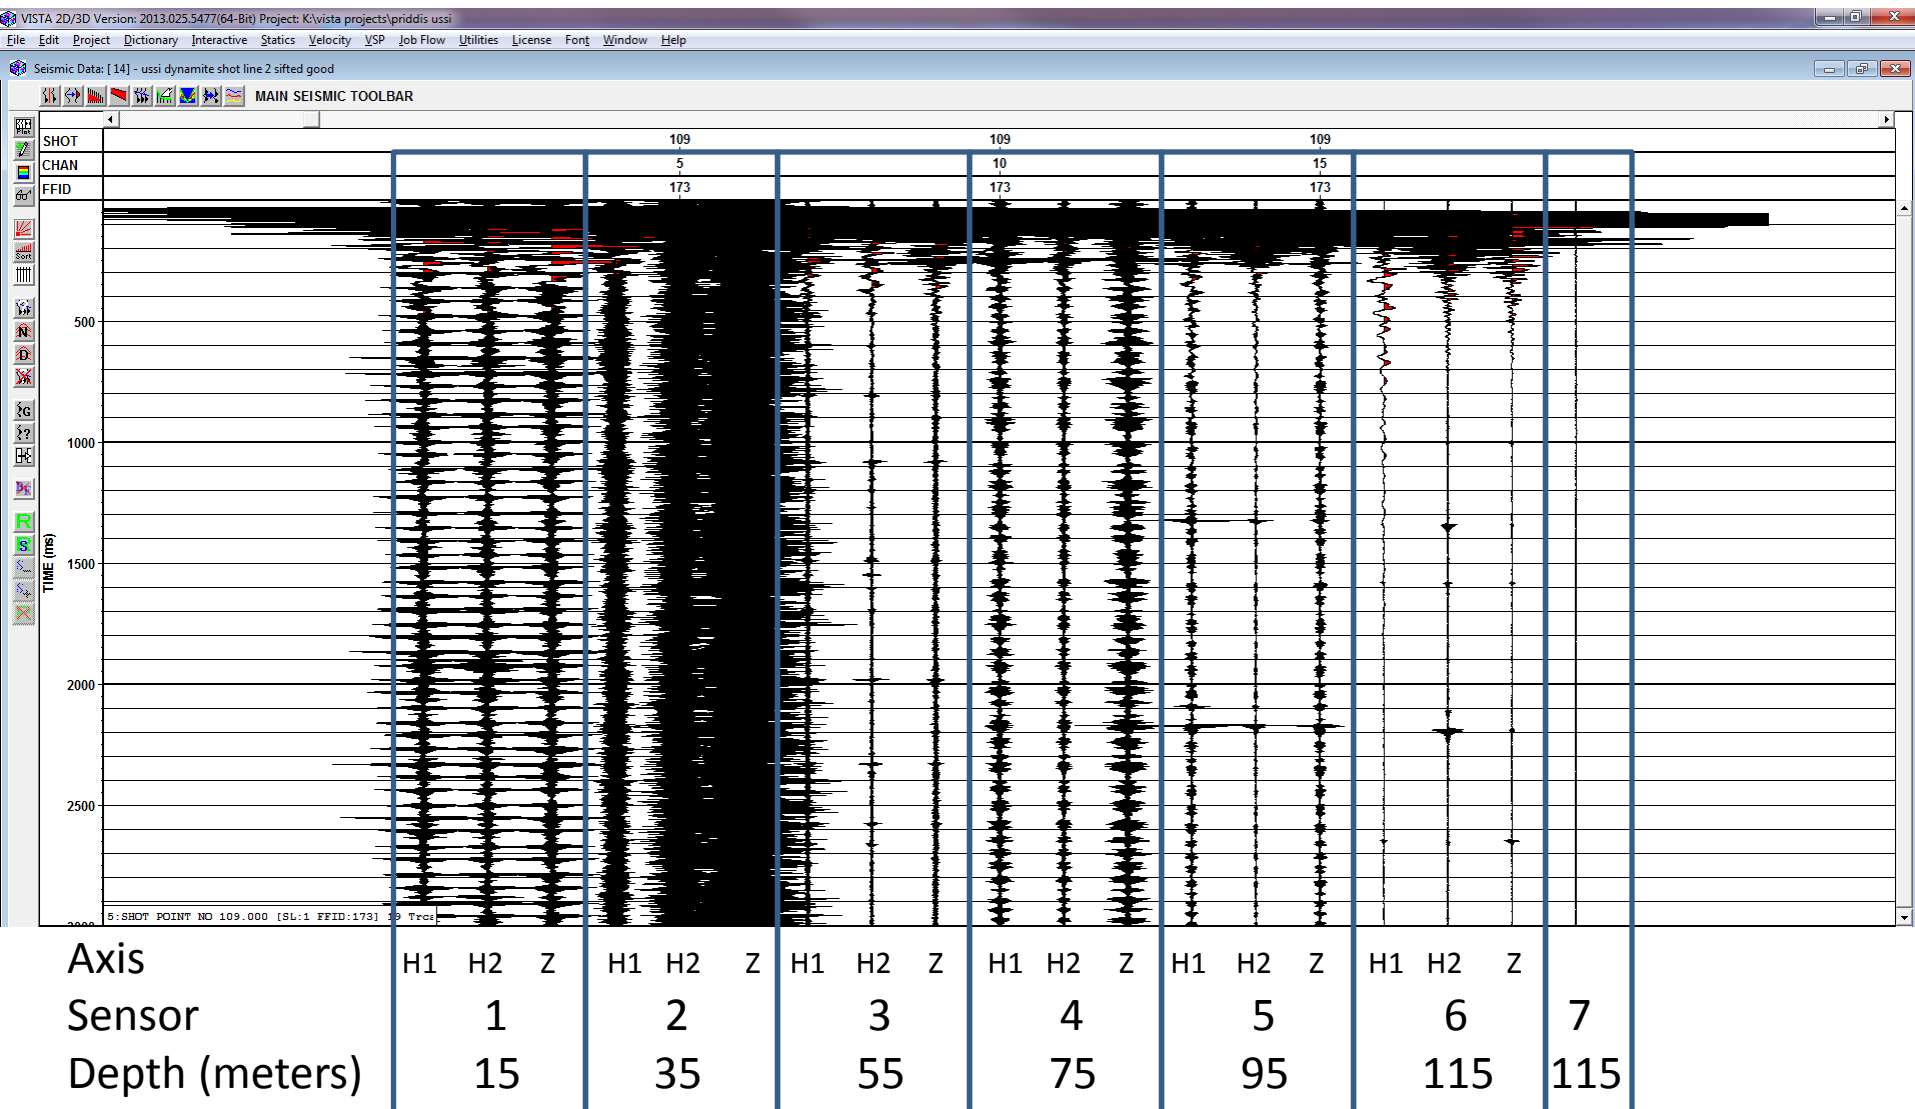 VISTA 2D/3D Version: 2013.025.5477(64-Bit) Project: K:\vista projects\priddis ussi
File Edit Project Dictionary Interactive Statics Velocity VSP Job Flow Utilities License Font Window Help
Seismic Data: [ 14] - ussi dynamite shot line 2 sifted good
MAIN SEISMIC TOOLBAR
SHOT 109 109 109
CHAN 5 10 15
FFID 173 173 173
Plot
Sort
N
D
G
??
R
S
TIME (ms)
500
1000
1500
2000
2500
3000
5:SHOT POINT NO 109.000 [SL:1 FFID:173] 19 Trcs
Axis H1 H2 Z H1 H2 Z H1 H2 Z H1 H2 Z H1 H2 Z H1 H2 Z
Sensor 1 2 3 4 5 6 7
Depth (meters) 15 35 55 75 95 115 115